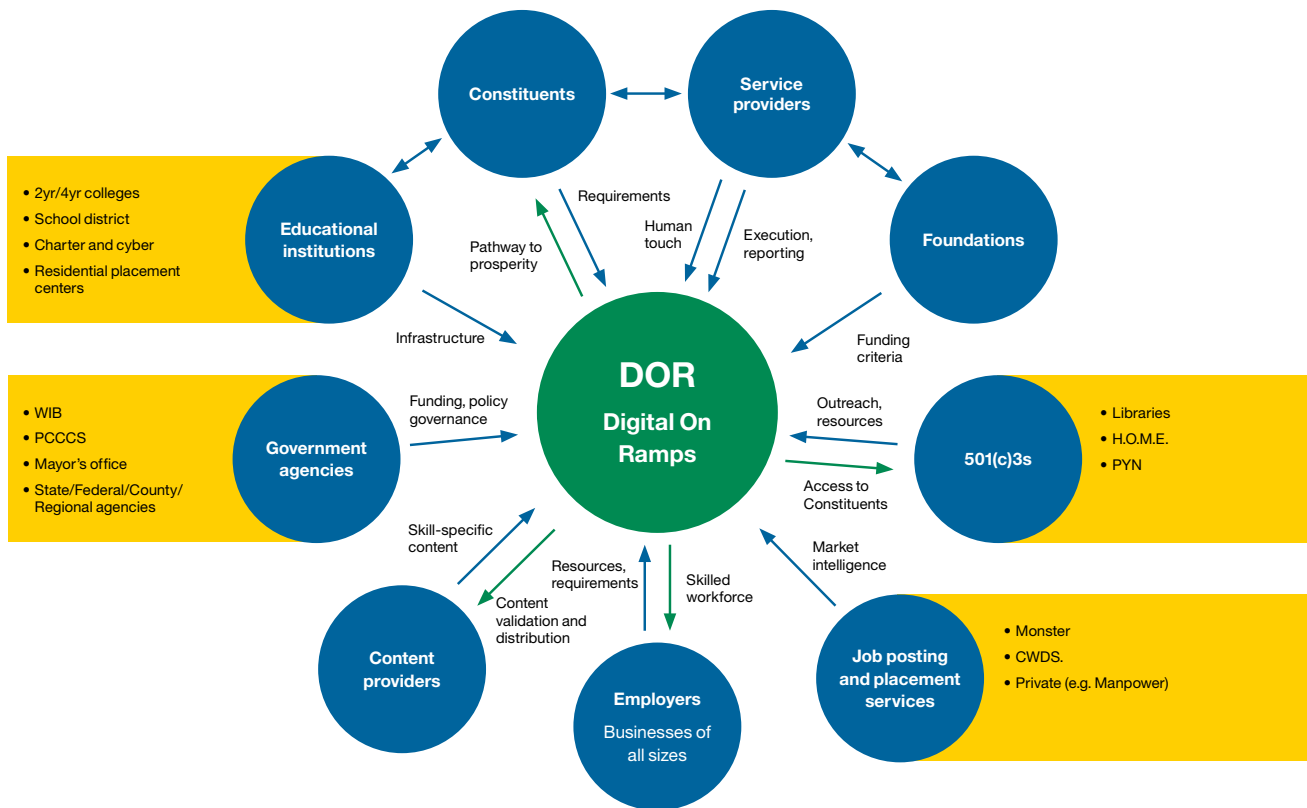 Constituents
Service
providers
• 2yr/4yr colleges
• School district
• Charter and cyber
• Residential placement
centers
Educational
institutions
Foundations
Requirements
Pathway to
prosperity
Human
touch
Execution,
reporting
Infrastructure
Funding
criteria
DOR
Digital On
Ramps
• WIB
• PCCCS
• Mayor's office
• State/Federal/County/
Regional agencies
Government
agencies
Funding, policy
governance
Outreach,
resources
Access to
Constituents
501(c)3s
• Libraries
• H.O.M.E.
• PYN
Skill-specific
content
Content
validation and
distribution
Resources,
requirements
Skilled
workforce
Market
intelligence
Content
providers
Employers
Businesses of
all sizes
Job posting
and placement
services
• Monster
• CWDS.
• Private (e.g. Manpower)